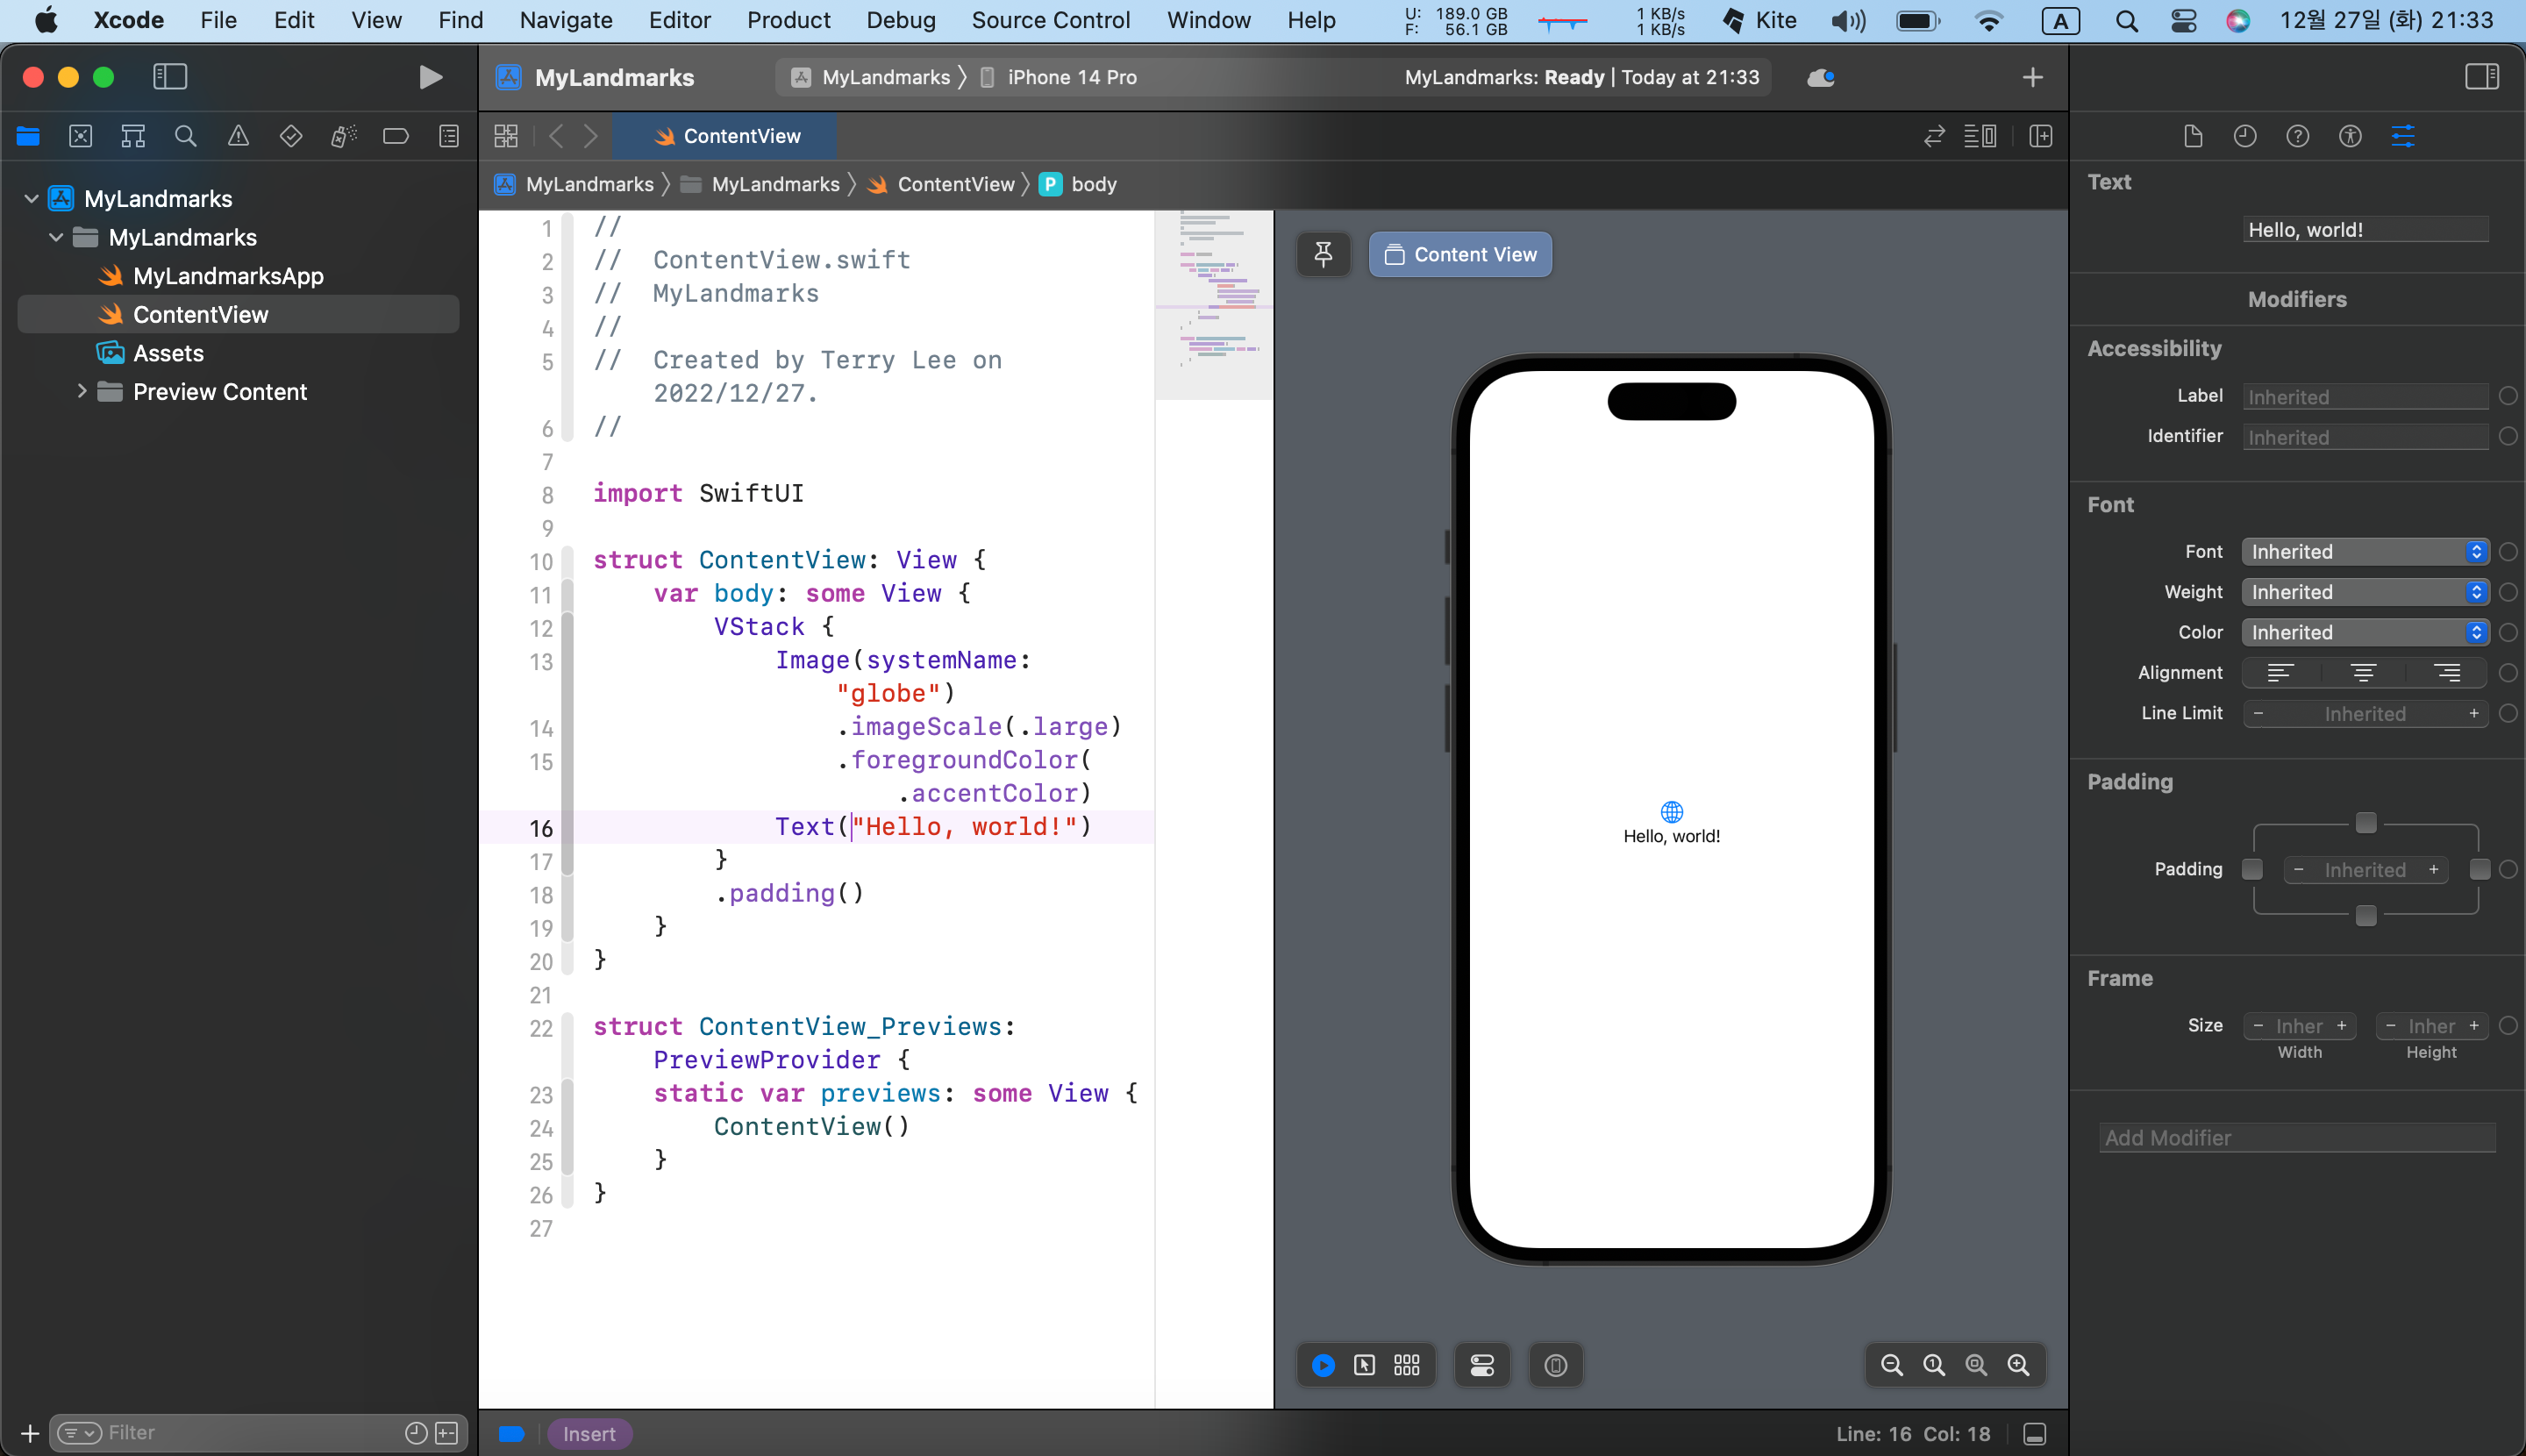 Xcode File Edit View Find Navigate Editor Product Debug Source Control Window Help U: 189.0 GB F: 56.1 GB 1 KB/s 1 KB/s Kite A 12월 27일 (화) 21:33
MyLandmarks MyLandmarks 〉 iPhone 14 Pro MyLandmarks: Ready | Today at 21:33
ContentView
MyLandmarks 〉 MyLandmarks 〉 ContentView 〉 P body
MyLandmarks
MyLandmarks
MyLandmarksApp
ContentView
Assets
Preview Content
Filter
1 //
2 //  ContentView.swift
3 //  MyLandmarks
4 //
5 //  Created by Terry Lee on
2022/12/27.
6 //
7
8 import SwiftUI
9
10 struct ContentView: View {
11     var body: some View {
12         VStack {
13             Image(systemName:
"globe")
14                 .imageScale(.large)
15                 .foregroundColor(
.accentColor)
16             Text("Hello, world!")
17         }
18         .padding()
19     }
20 }
21
22 struct ContentView_Previews:
PreviewProvider {
23     static var previews: some View {
24         ContentView()
25     }
26 }
27
Insert
Line: 16 Col: 18
Content View
Hello, world!
Text
Hello, world!
Modifiers
Accessibility
Label Inherited
Identifier Inherited
Font
Font Inherited
Weight Inherited
Color Inherited
Alignment
Line Limit − Inherited +
Padding
Padding − Inherited +
Frame
Size − Inher + − Inher +
Width Height
Add Modifier